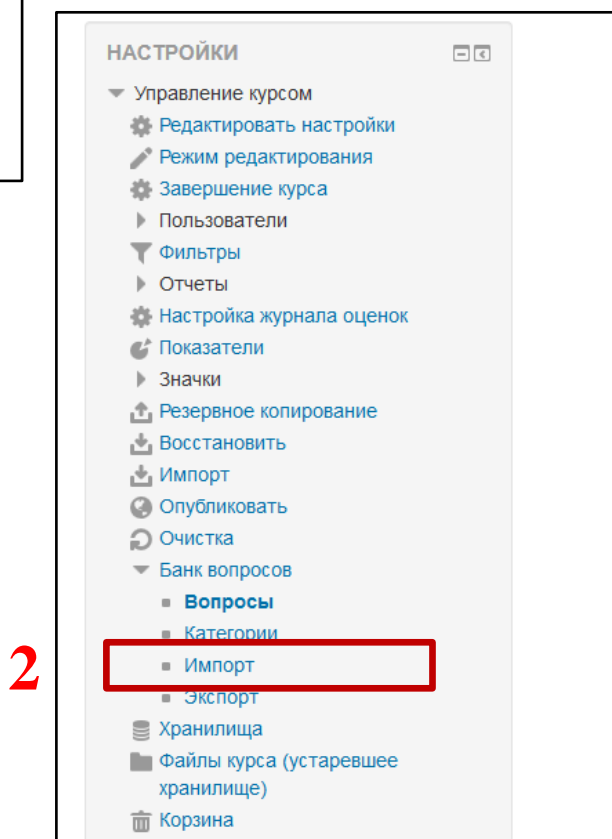 НАСТРОЙКИ
Управление курсом
Редактировать настройки
Режим редактирования
Завершение курса
Пользователи
Фильтры
Отчеты
Настройка журнала оценок
Показатели
Значки
Резервное копирование
Восстановить
Импорт
Опубликовать
Очистка
Банк вопросов
Вопросы
Категории
2
Импорт
Экспорт
Хранилища
Файлы курса (устаревшее
хранилище)
Корзина